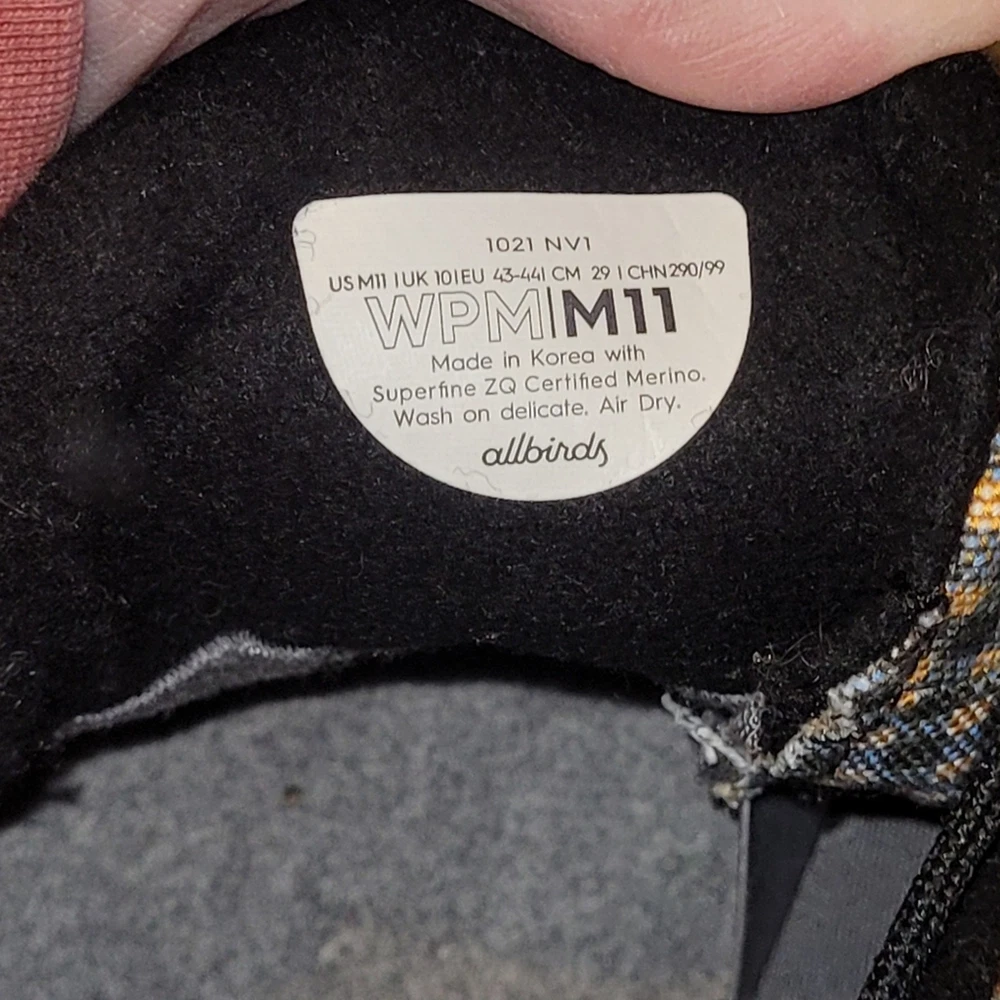 1021 NV1
US M11 | UK 10 | EU 43-44 | CM 29 | CHN 290/99
WPM|M11
Made in Korea with
Superfine ZQ Certified Merino.
Wash on delicate. Air Dry.
allbirds